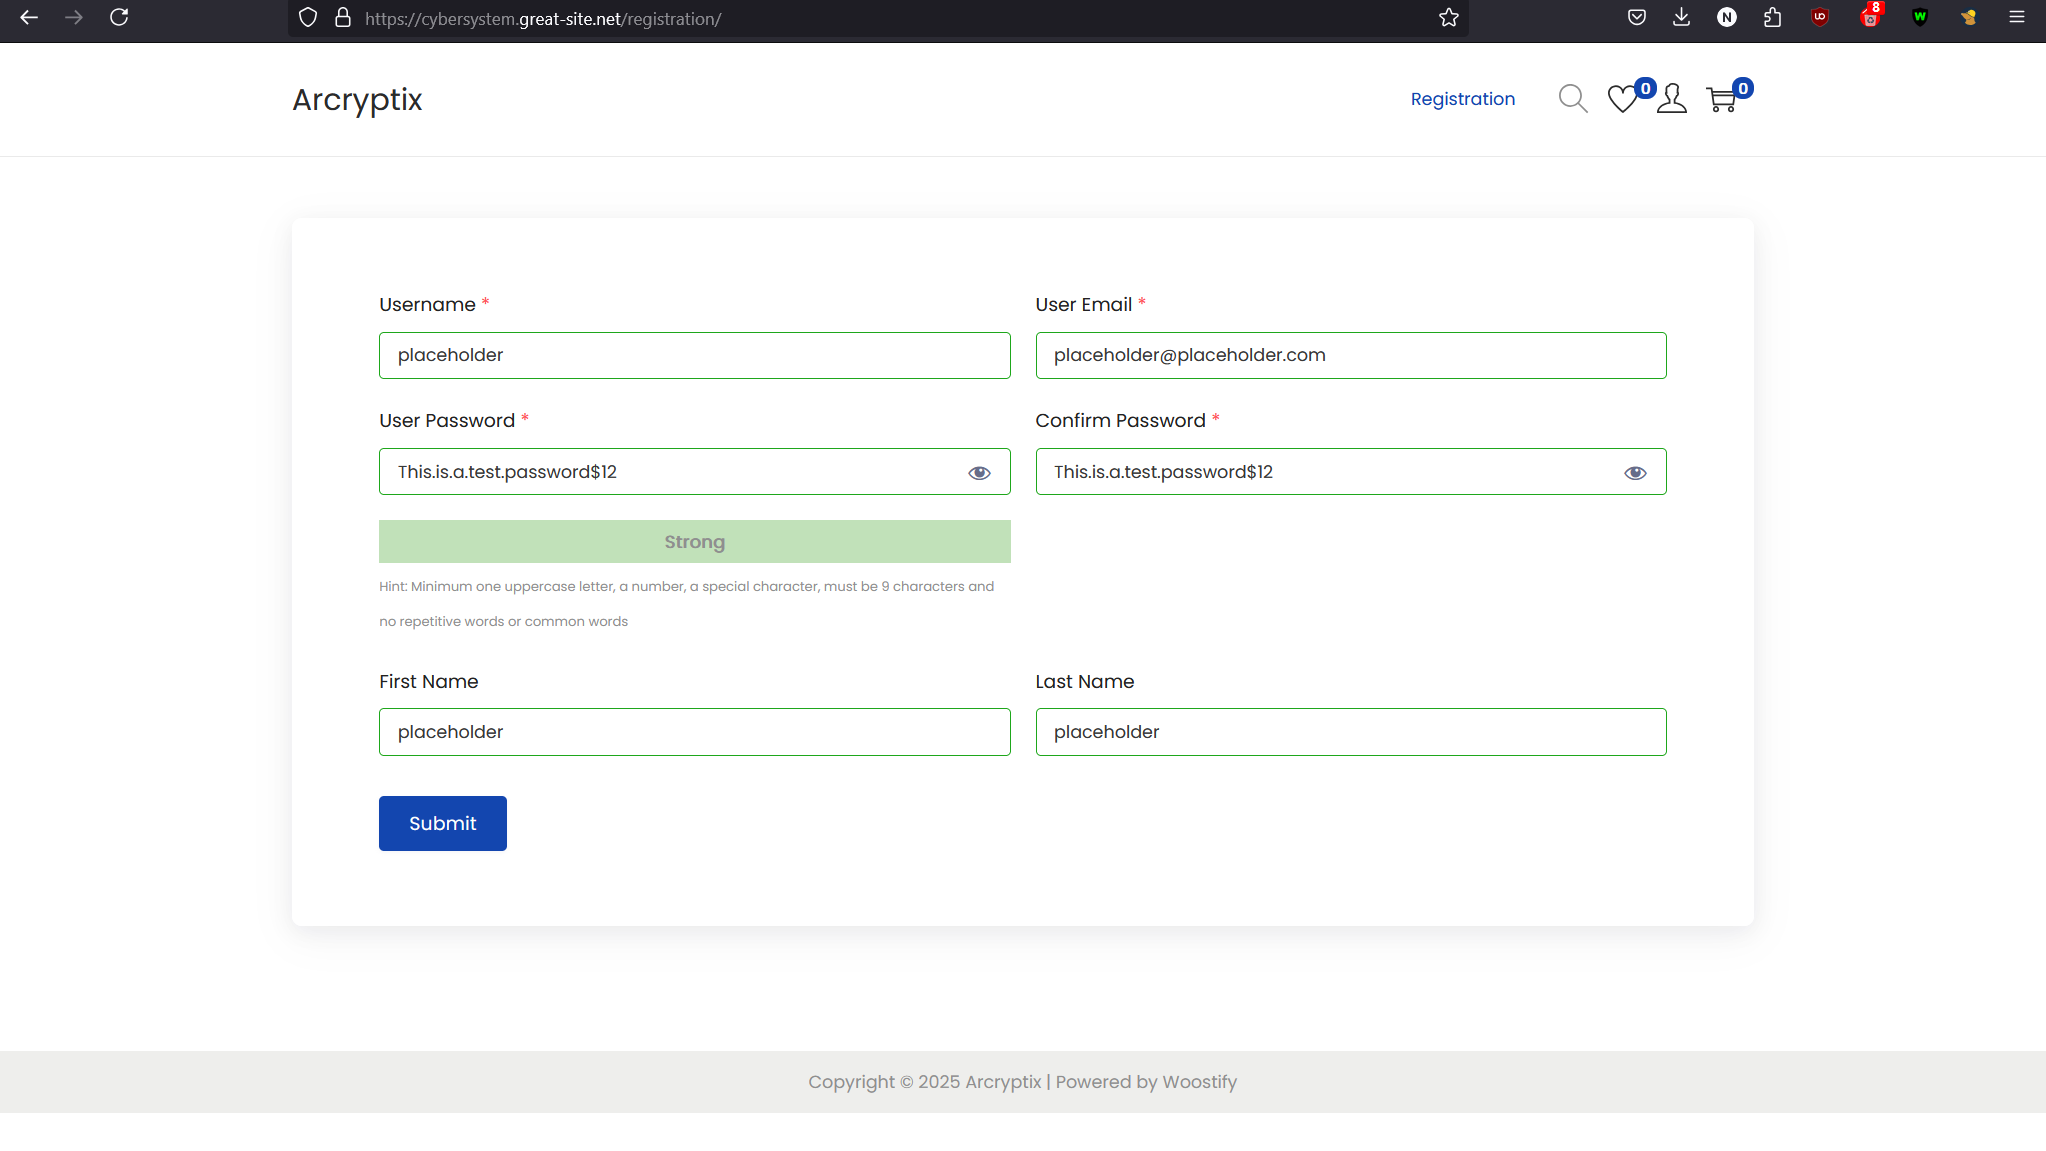 https://cybersystem.great-site.net/registration/
N
uo
8
W
Arcryptix
Registration
0
0
Username *
User Email *
placeholder
placeholder@placeholder.com
User Password *
Confirm Password *
This.is.a.test.password$12
This.is.a.test.password$12
Strong
Hint: Minimum one uppercase letter, a number, a special character, must be 9 characters and
no repetitive words or common words
First Name
Last Name
placeholder
placeholder
Submit
Copyright © 2025 Arcryptix | Powered by Woostify